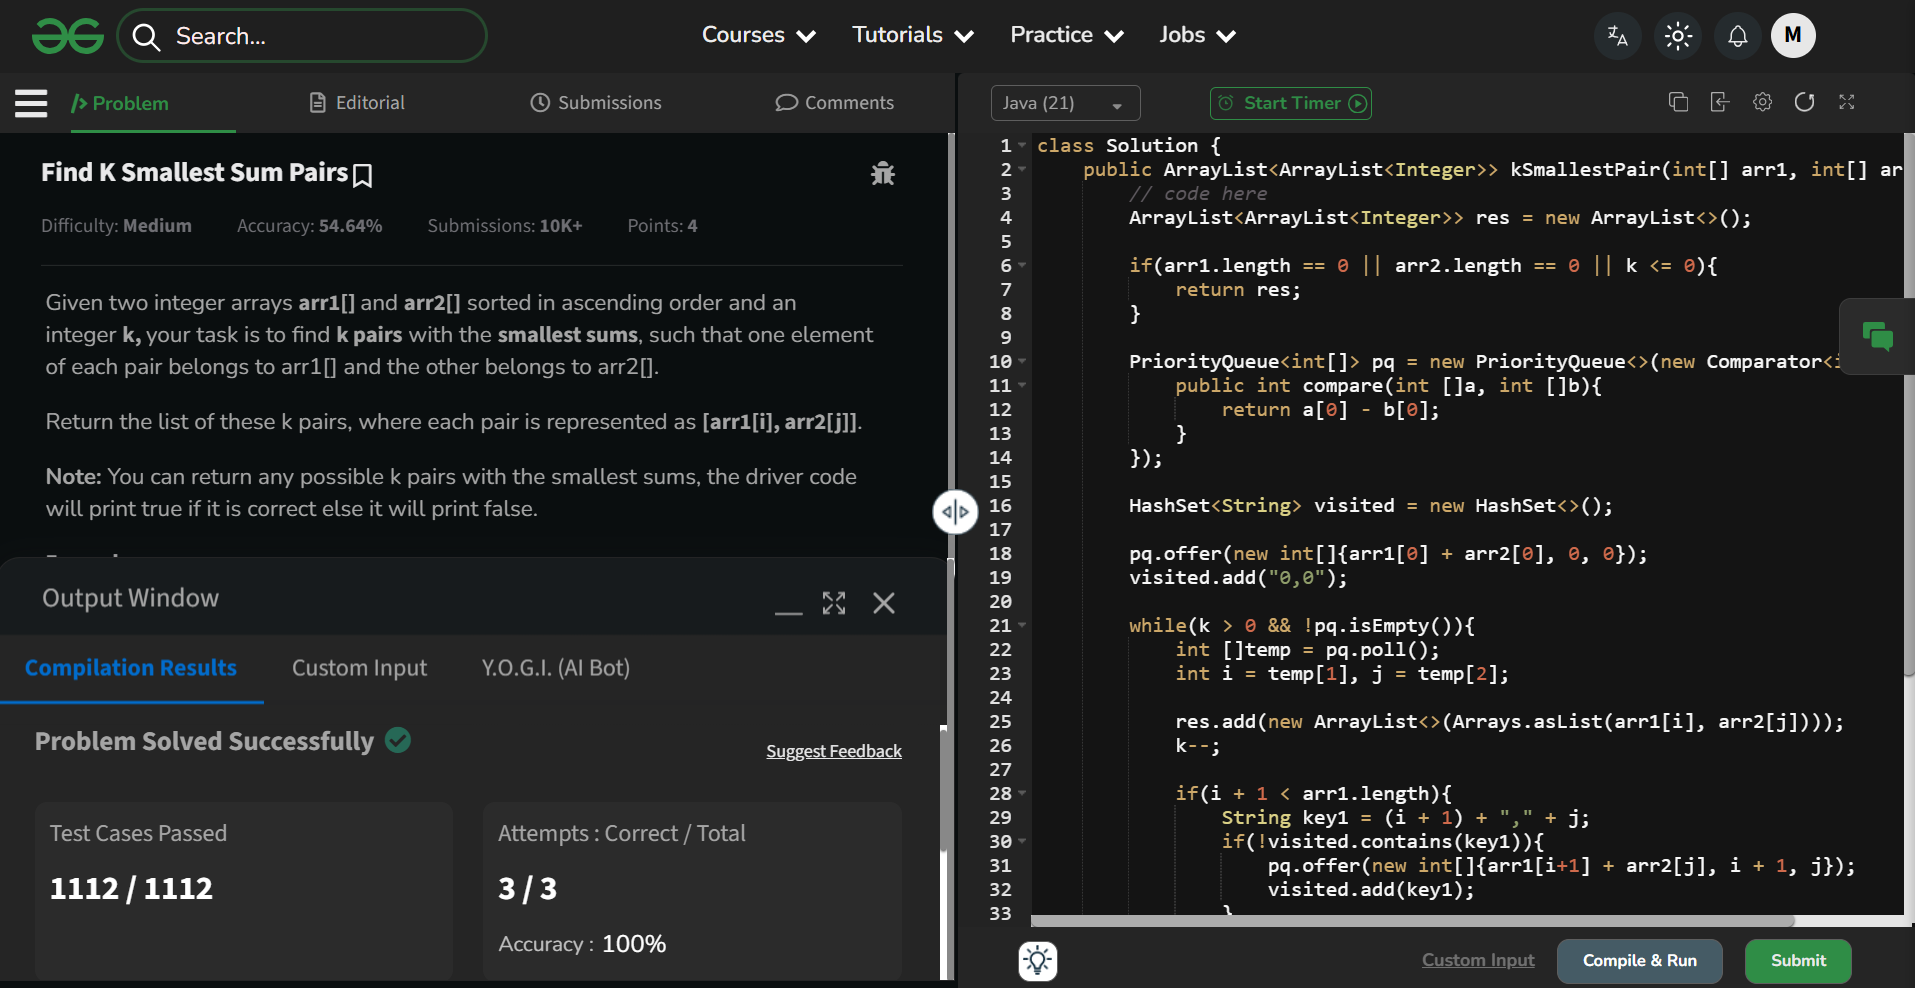 Search...
Courses
Tutorials
Practice
Jobs
M
Problem
Editorial
Submissions
Comments
Java (21)
Start Timer
Find K Smallest Sum Pairs
Difficulty: Medium
Accuracy: 54.64%
Submissions: 10K+
Points: 4
Given two integer arrays arr1[] and arr2[] sorted in ascending order and an
integer k, your task is to find k pairs with the smallest sums, such that one element
of each pair belongs to arr1[] and the other belongs to arr2[].
Return the list of these k pairs, where each pair is represented as [arr1[i], arr2[j]].
Note: You can return any possible k pairs with the smallest sums, the driver code
will print true if it is correct else it will print false.
Output Window
Compilation Results
Custom Input
Y.O.G.I. (AI Bot)
Problem Solved Successfully
Suggest Feedback
Test Cases Passed
1112 / 1112
Attempts : Correct / Total
3 / 3
Accuracy : 100%
1 class Solution {
2 public ArrayList<ArrayList<Integer>> kSmallestPair(int[] arr1, int[] ar
3 // code here
4 ArrayList<ArrayList<Integer>> res = new ArrayList<>();
5
6 if(arr1.length == 0 || arr2.length == 0 || k <= 0){
7 return res;
8 }
9
10 PriorityQueue<int[]> pq = new PriorityQueue<>(new Comparator<i
11 public int compare(int []a, int []b){
12 return a[0] - b[0];
13 }
14 });
15
16 HashSet<String> visited = new HashSet<>();
17
18 pq.offer(new int[]{arr1[0] + arr2[0], 0, 0});
19 visited.add("0,0");
20
21 while(k > 0 && !pq.isEmpty()){
22 int []temp = pq.poll();
23 int i = temp[1], j = temp[2];
24
25 res.add(new ArrayList<>(Arrays.asList(arr1[i], arr2[j])));
26 k--;
27
28 if(i + 1 < arr1.length){
29 String key1 = (i + 1) + "," + j;
30 if(!visited.contains(key1)){
31 pq.offer(new int[]{arr1[i+1] + arr2[j], i + 1, j});
32 visited.add(key1);
33 }
Custom Input
Compile & Run
Submit